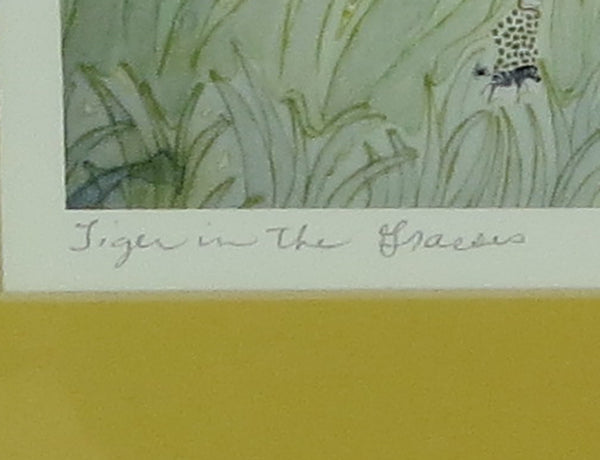 Tiger in The Grasses